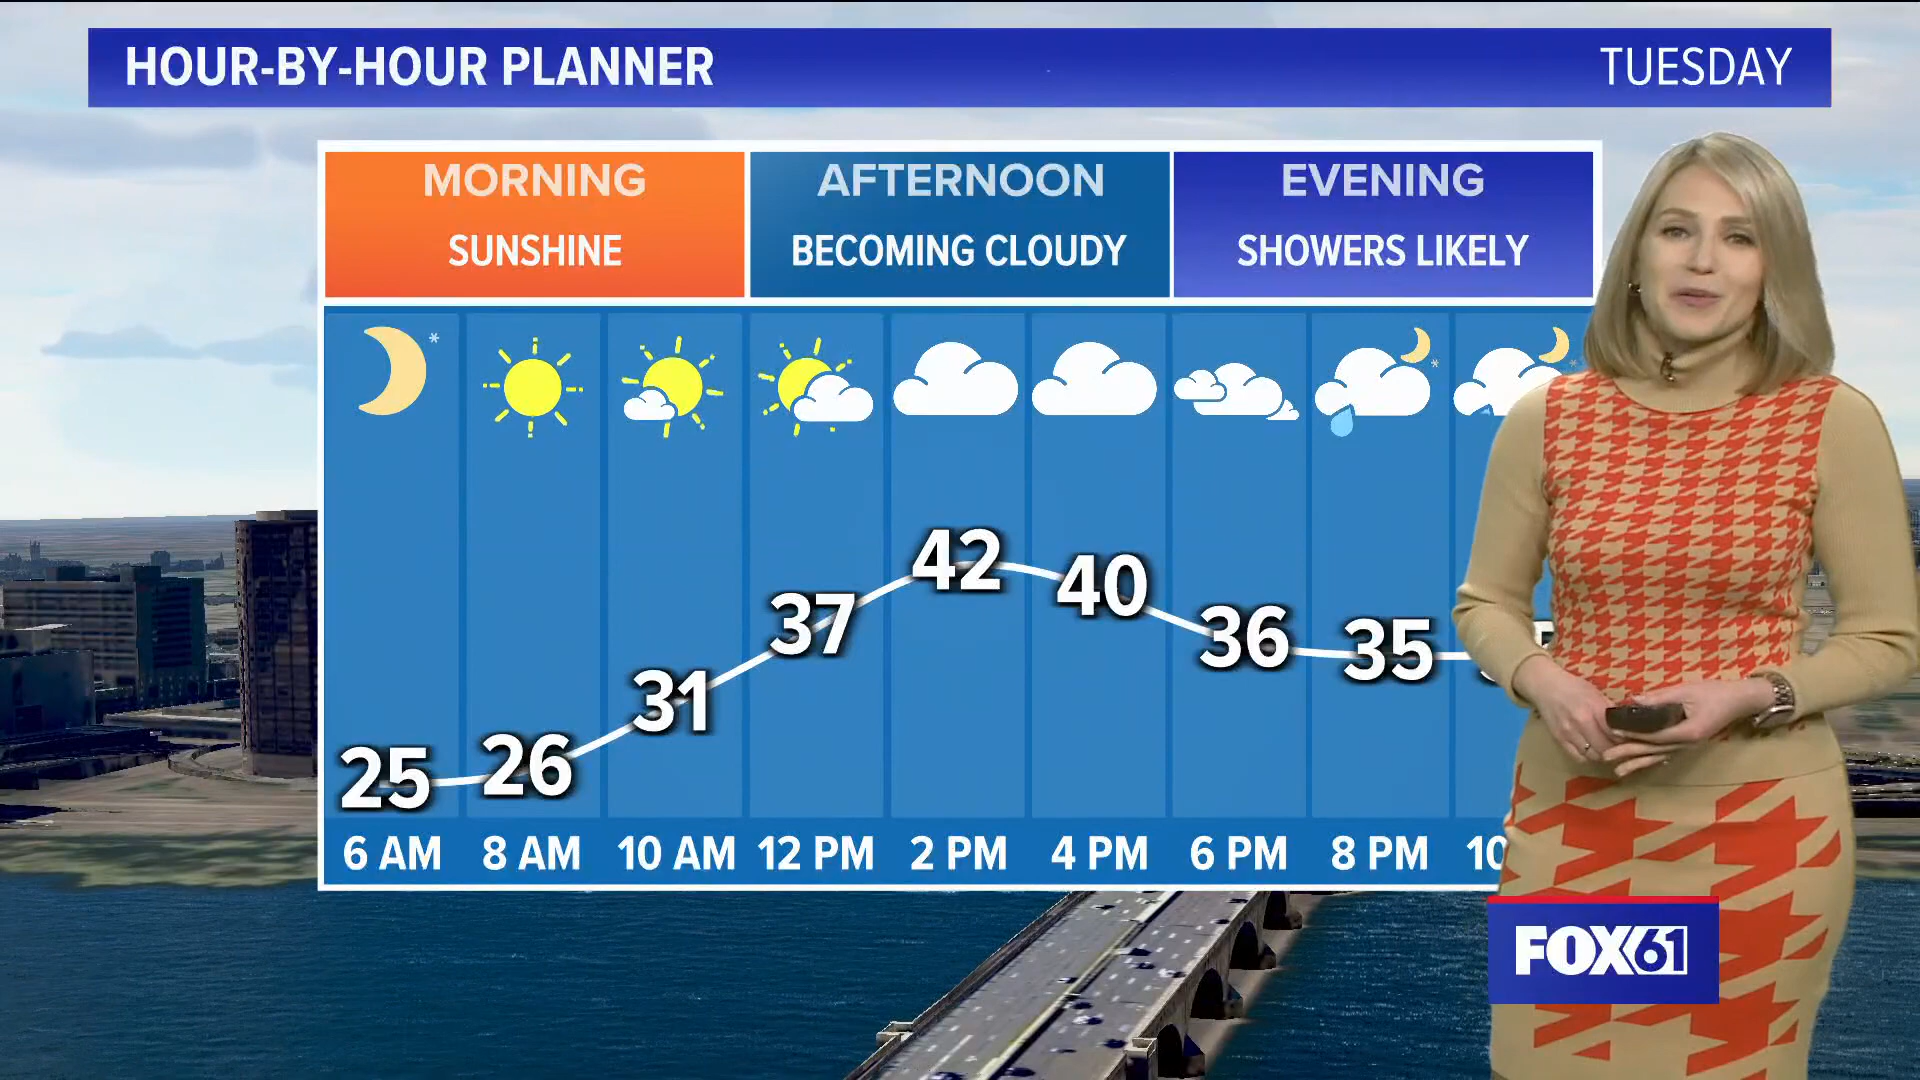 HOUR-BY-HOUR PLANNER
TUESDAY
MORNING
SUNSHINE
AFTERNOON
BECOMING CLOUDY
EVENING
SHOWERS LIKELY
25 26 31 37 42 40 36 35
6 AM 8 AM 10 AM 12 PM 2 PM 4 PM 6 PM 8 PM 10
FOX61